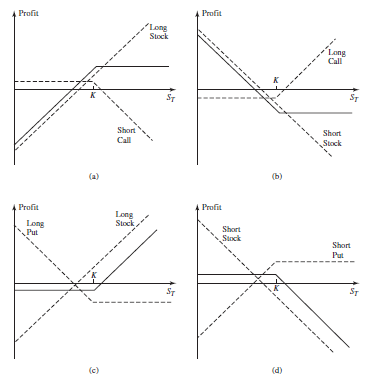 Profit
Long
Stock
K
S_T
Short
Call
(a)
Profit
Long
Call
K
S_T
Short
Stock
(b)
Profit
Long
Put
Long
Stock
K
S_T
(c)
Profit
Short
Stock
Short
Put
K
S_T
(d)